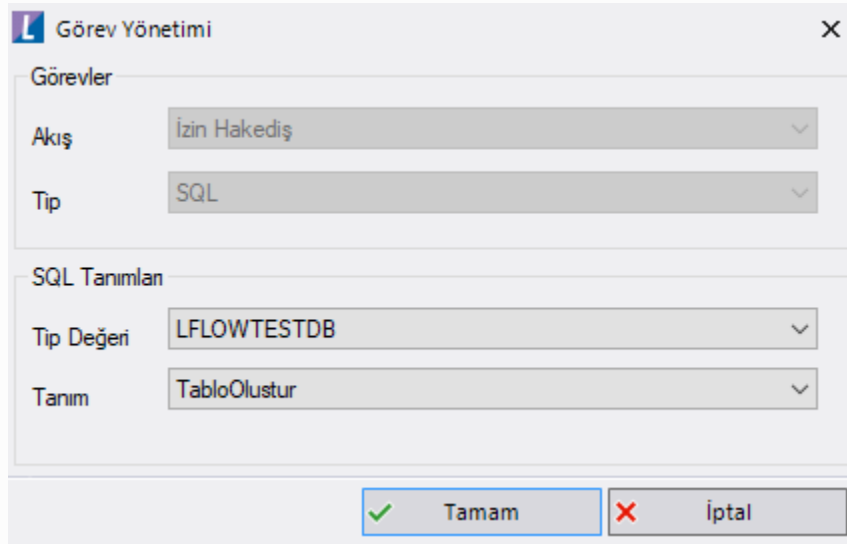 Görev Yönetimi
Görevler
Akış İzin Hakediş
Tip SQL
SQL Tanımları
Tip Değeri LFLOWTESTDB
Tanım TabloOlustur
Tamam İptal